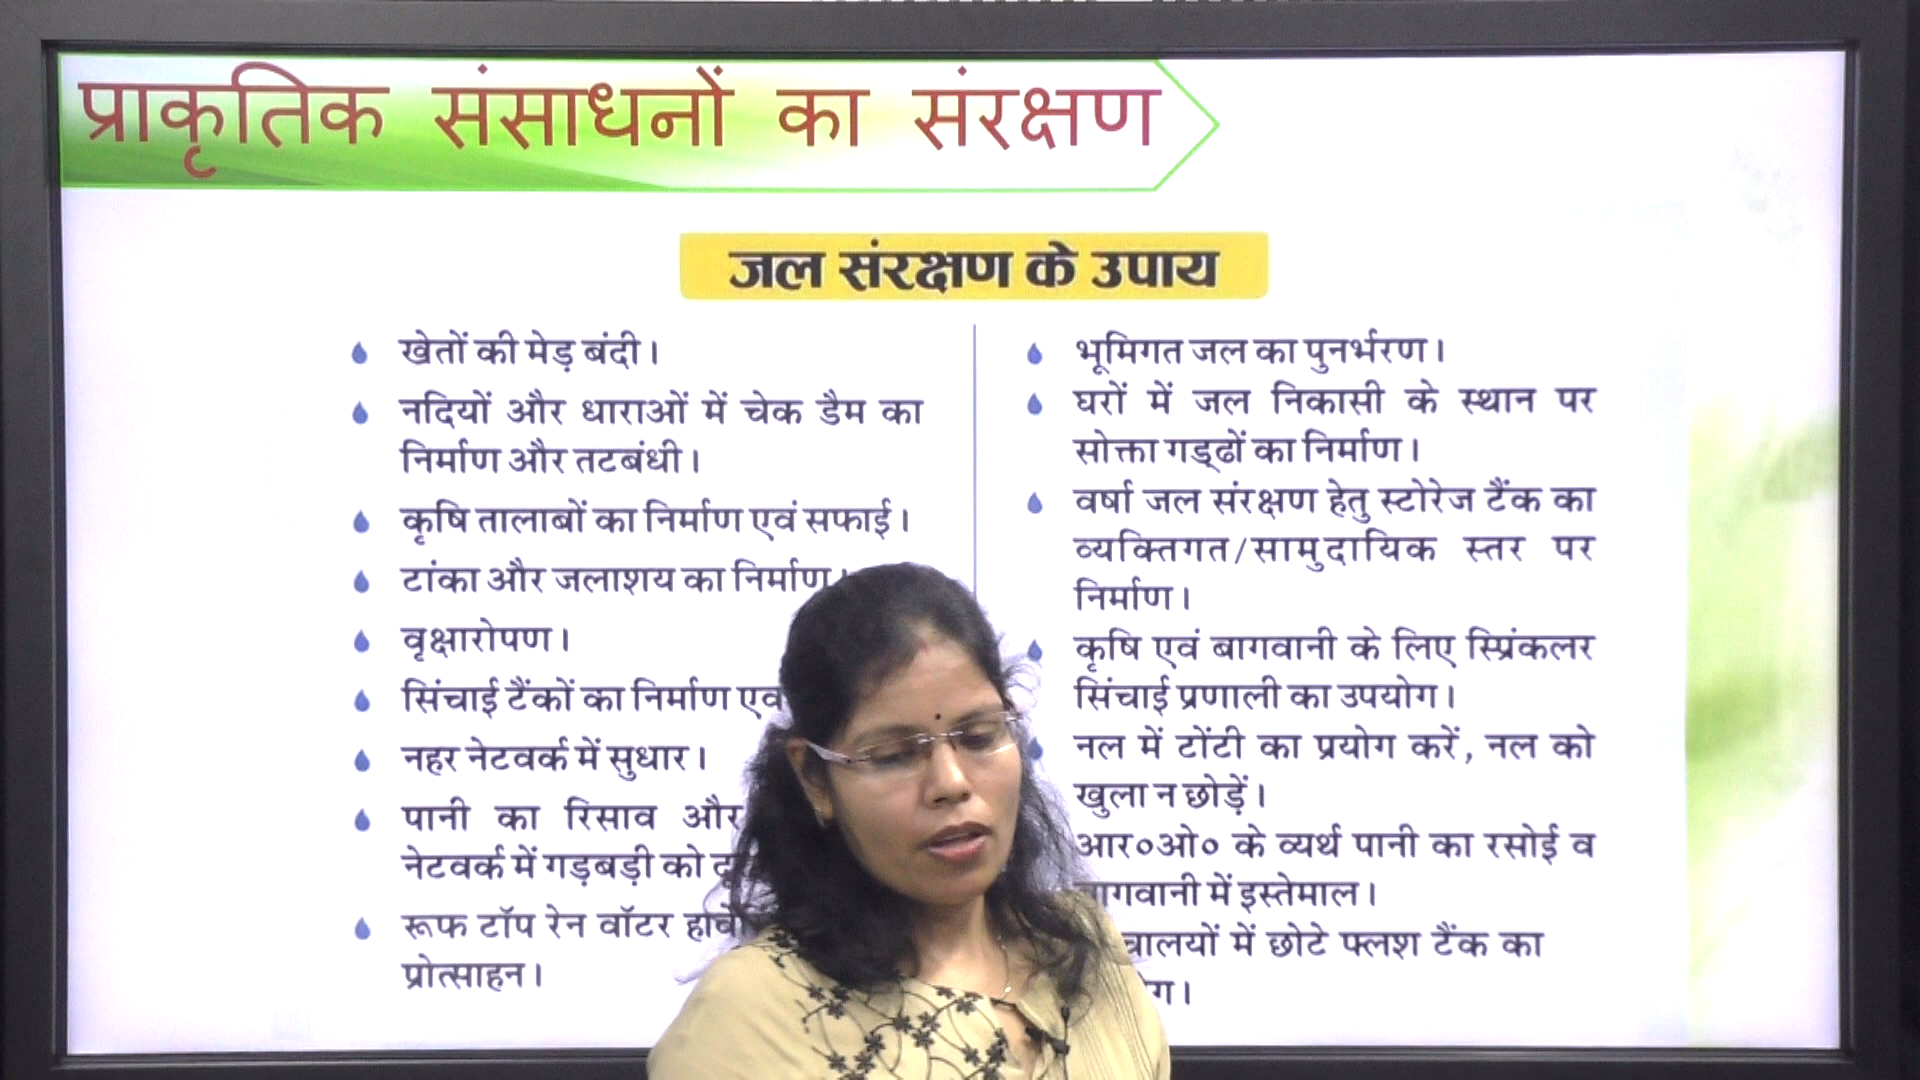 प्राकृतिक संसाधनों का संरक्षण
जल संरक्षण के उपाय
खेतों की मेड़ बंदी।
नदियों और धाराओं में चेक डैम का
निर्माण और तटबंधी।
कृषि तालाबों का निर्माण एवं सफाई।
टांका और जलाशय का निर्माण।
वृक्षारोपण।
सिंचाई टैंकों का निर्माण एवं
नहर नेटवर्क में सुधार।
पानी का रिसाव और
नेटवर्क में गड़बड़ी को
रूफ टॉप रेन वॉटर
प्रोत्साहन।
भूमिगत जल का पुनर्भरण।
घरों में जल निकासी के स्थान पर
सोक्ता गड्ढों का निर्माण।
वर्षा जल संरक्षण हेतु स्टोरेज टैंक का
व्यक्तिगत/सामुदायिक स्तर पर
निर्माण।
कृषि एवं बागवानी के लिए स्प्रिंकलर
सिंचाई प्रणाली का उपयोग।
नल में टोंटी का प्रयोग करें, नल को
खुला न छोड़ें।
आर०ओ० के व्यर्थ पानी का रसोई व
बागवानी में इस्तेमाल।
में छोटे फ्लश टैंक का